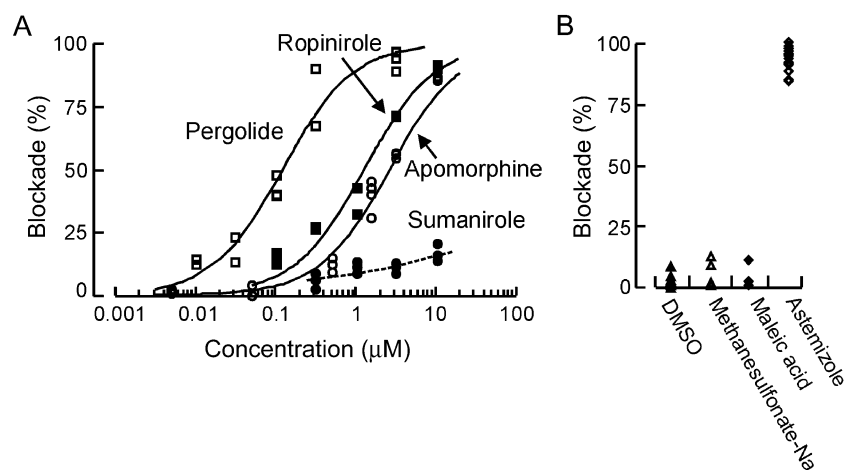 A
Blockade (%)
100
75
50
25
0
Ropinirole
Pergolide
Apomorphine
Sumanirole
0.001
0.01
0.1
1
10
100
Concentration (μM)
B
Blockade (%)
100
75
50
25
0
DMSO
Methanesulfonate-Na
Maleic acid
Astemizole